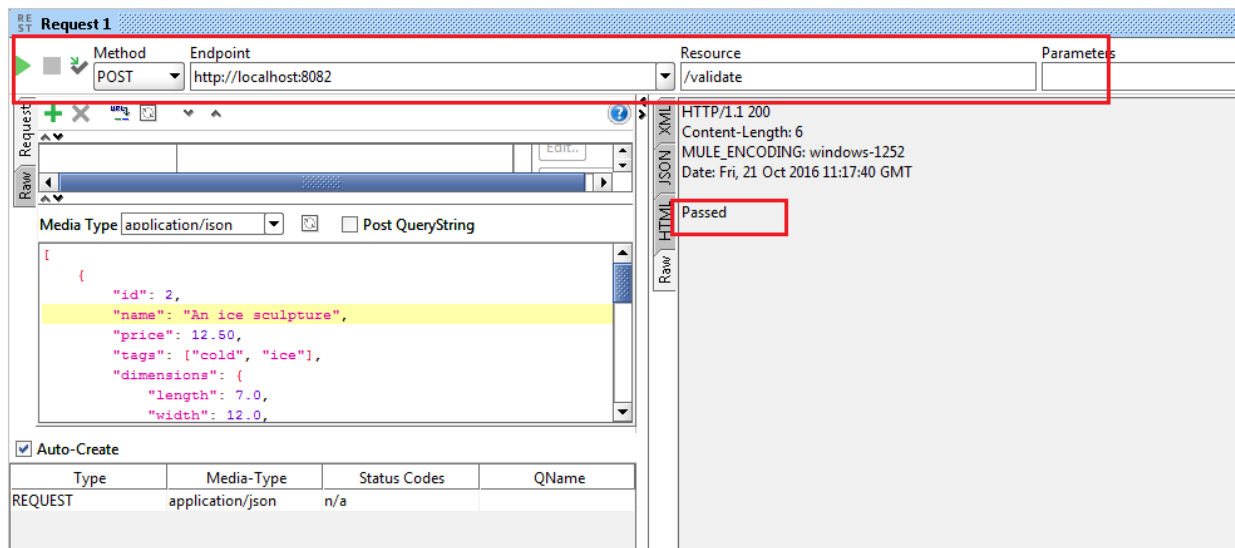 RE
ST Request 1
Method Endpoint Resource Parameters
POST http://localhost:8082 /validate
Request
Raw
Edit..
Media Type application/json Post QueryString
[
{
"id": 2,
"name": "An ice sculpture",
"price": 12.50,
"tags": ["cold", "ice"],
"dimensions": {
"length": 7.0,
"width": 12.0,
Auto-Create
Type Media-Type Status Codes QName
REQUEST application/json n/a
XML
JSON
HTML
Raw
HTTP/1.1 200
Content-Length: 6
MULE_ENCODING: windows-1252
Date: Fri, 21 Oct 2016 11:17:40 GMT
Passed